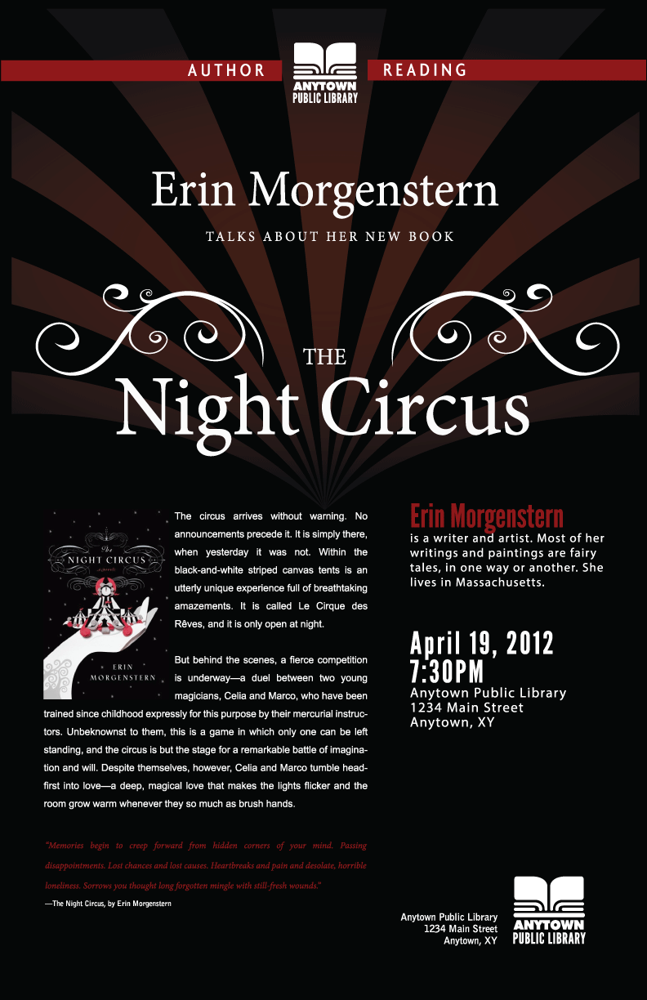 AUTHOR
READING
ANYTOWN
PUBLIC LIBRARY
Erin Morgenstern
TALKS ABOUT HER NEW BOOK
THE
Night Circus
The
NIGHT CIRCUS
a novel
ERIN
MORGENSTERN
The circus arrives without warning. No
announcements precede it. It is simply there,
when yesterday it was not. Within the
black-and-white striped canvas tents is an
utterly unique experience full of breathtaking
amazements. It is called Le Cirque des
Rêves, and it is only open at night.
But behind the scenes, a fierce competition
is underway—a duel between two young
magicians, Celia and Marco, who have been
trained since childhood expressly for this purpose by their mercurial instruc-
tors. Unbeknownst to them, this is a game in which only one can be left
standing, and the circus is but the stage for a remarkable battle of imagina-
tion and will. Despite themselves, however, Celia and Marco tumble head-
first into love—a deep, magical love that makes the lights flicker and the
room grow warm whenever they so much as brush hands.
“Memories begin to creep forward from hidden corners of your mind. Passing
disappointments. Lost chances and lost causes. Heartbreaks and pain and desolate, horrible
loneliness. Sorrows you thought long forgotten mingle with still-fresh wounds.”
—The Night Circus, by Erin Morgenstern
Erin Morgenstern
is a writer and artist. Most of her
writings and paintings are fairy
tales, in one way or another. She
lives in Massachusetts.
April 19, 2012
7:30PM
Anytown Public Library
1234 Main Street
Anytown, XY
Anytown Public Library
1234 Main Street
Anytown, XY
ANYTOWN
PUBLIC LIBRARY